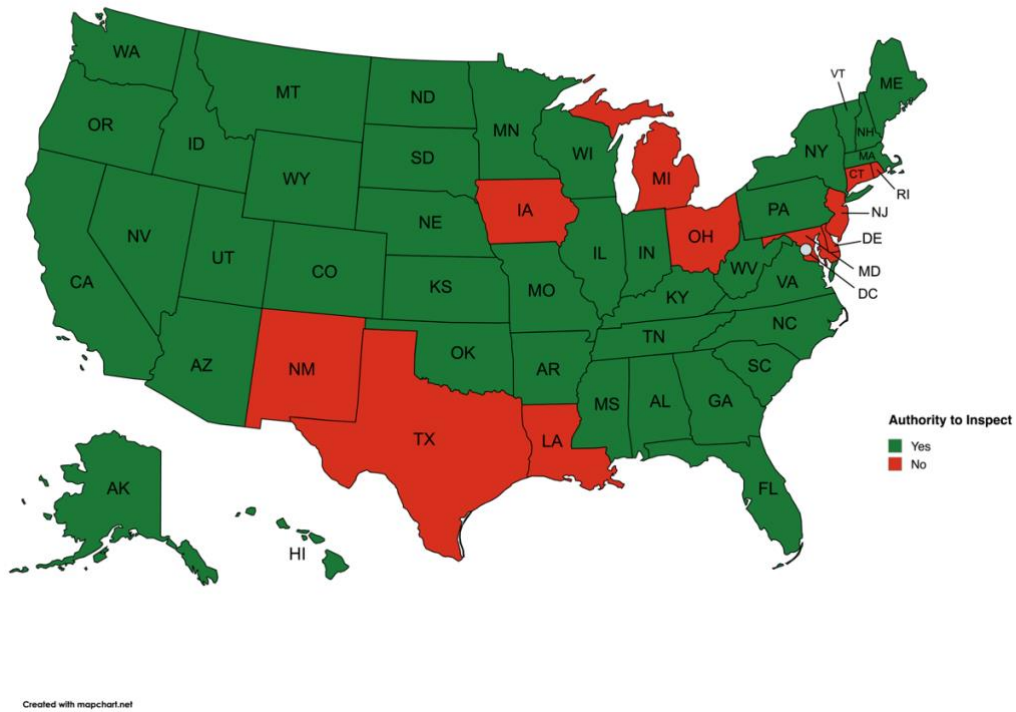 WA
MT
ND
MN
ME
VT
OR
ID
SD
WI
NH
NY
MA
WY
MI
CT
RI
IA
PA
NJ
NE
OH
DE
NV
UT
IL
IN
MD
CO
WV
DC
CA
KS
MO
VA
KY
NC
TN
AZ
NM
OK
AR
SC
MS
AL
GA
TX
LA
Authority to Inspect
Yes
No
AK
FL
HI
Created with mapchart.net